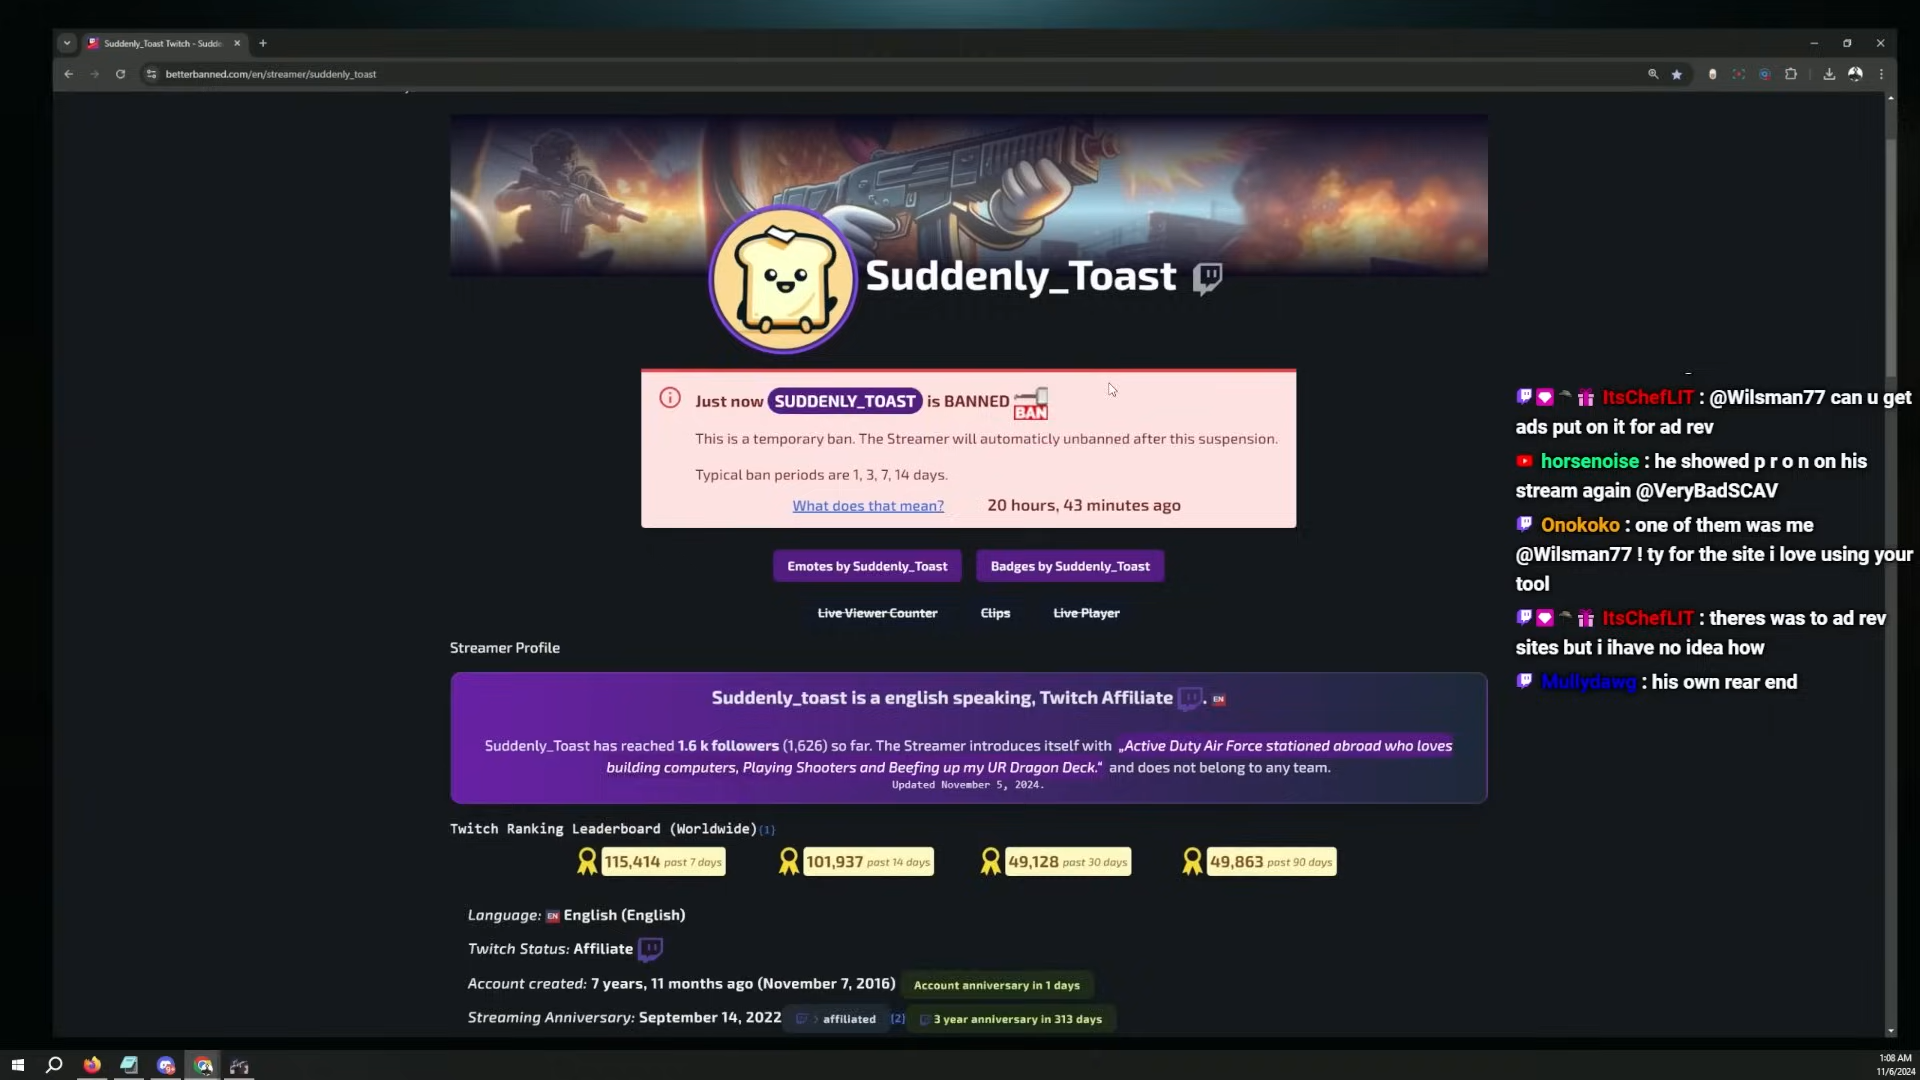 Suddenly_Toast Twitch - Sudde
betterbanned.com/en/streamer/suddenly_toast
Suddenly_Toast
Just now SUDDENLY_TOAST is BANNED BAN
This is a temporary ban. The Streamer will automaticly unbanned after this suspension.
Typical ban periods are 1, 3, 7, 14 days.
What does that mean? 20 hours, 43 minutes ago
Emotes by Suddenly_Toast Badges by Suddenly_Toast
Live Viewer Counter Clips Live Player
Streamer Profile
Suddenly_toast is a english speaking, Twitch Affiliate . EN
Suddenly_Toast has reached 1.6 k followers (1,626) so far. The Streamer introduces itself with „Active Duty Air Force stationed abroad who loves
building computers, Playing Shooters and Beefing up my UR Dragon Deck.“ and does not belong to any team.
Updated November 5, 2024.
Twitch Ranking Leaderboard (Worldwide){1}
115,414 past 7 days 101,937 past 14 days 49,128 past 30 days 49,863 past 90 days
Language: EN English (English)
Twitch Status: Affiliate
Account created: 7 years, 11 months ago (November 7, 2016) Account anniversary in 1 days
Streaming Anniversary: September 14, 2022 > affiliated [2] 3 year anniversary in 313 days
ItsChefLIT : @Wilsman77 can u get
ads put on it for ad rev
horsenoise : he showed p r o n on his
stream again @VeryBadSCAV
Onokoko : one of them was me
@Wilsman77 ! ty for the site i love using your
tool
ItsChefLIT : theres was to ad rev
sites but i ihave no idea how
Mullydawg : his own rear end
1:08 AM
11/6/2024